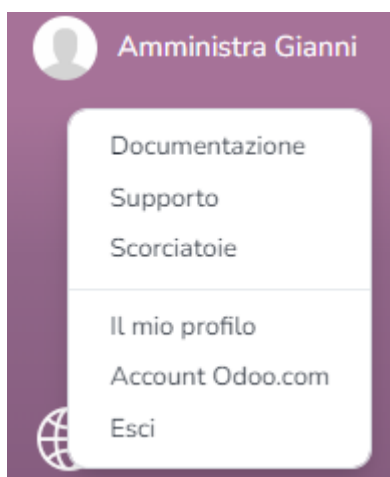 Amministra Gianni
Documentazione
Supporto
Scorciatoie
Il mio profilo
Account Odoo.com
Esci